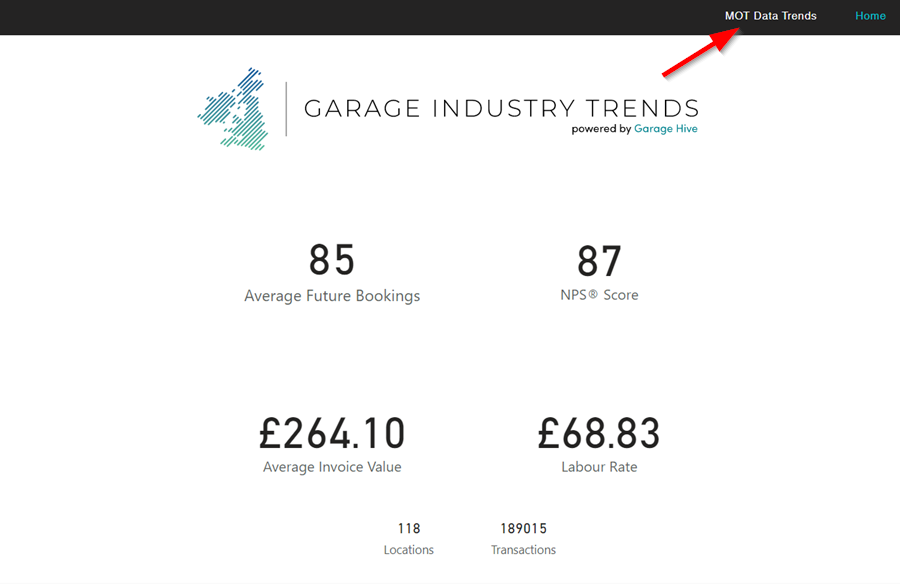 MOT Data Trends Home
GARAGE INDUSTRY TRENDS
powered by Garage Hive
85 87
Average Future Bookings NPS® Score
£264.10 £68.83
Average Invoice Value Labour Rate
118 189015
Locations Transactions